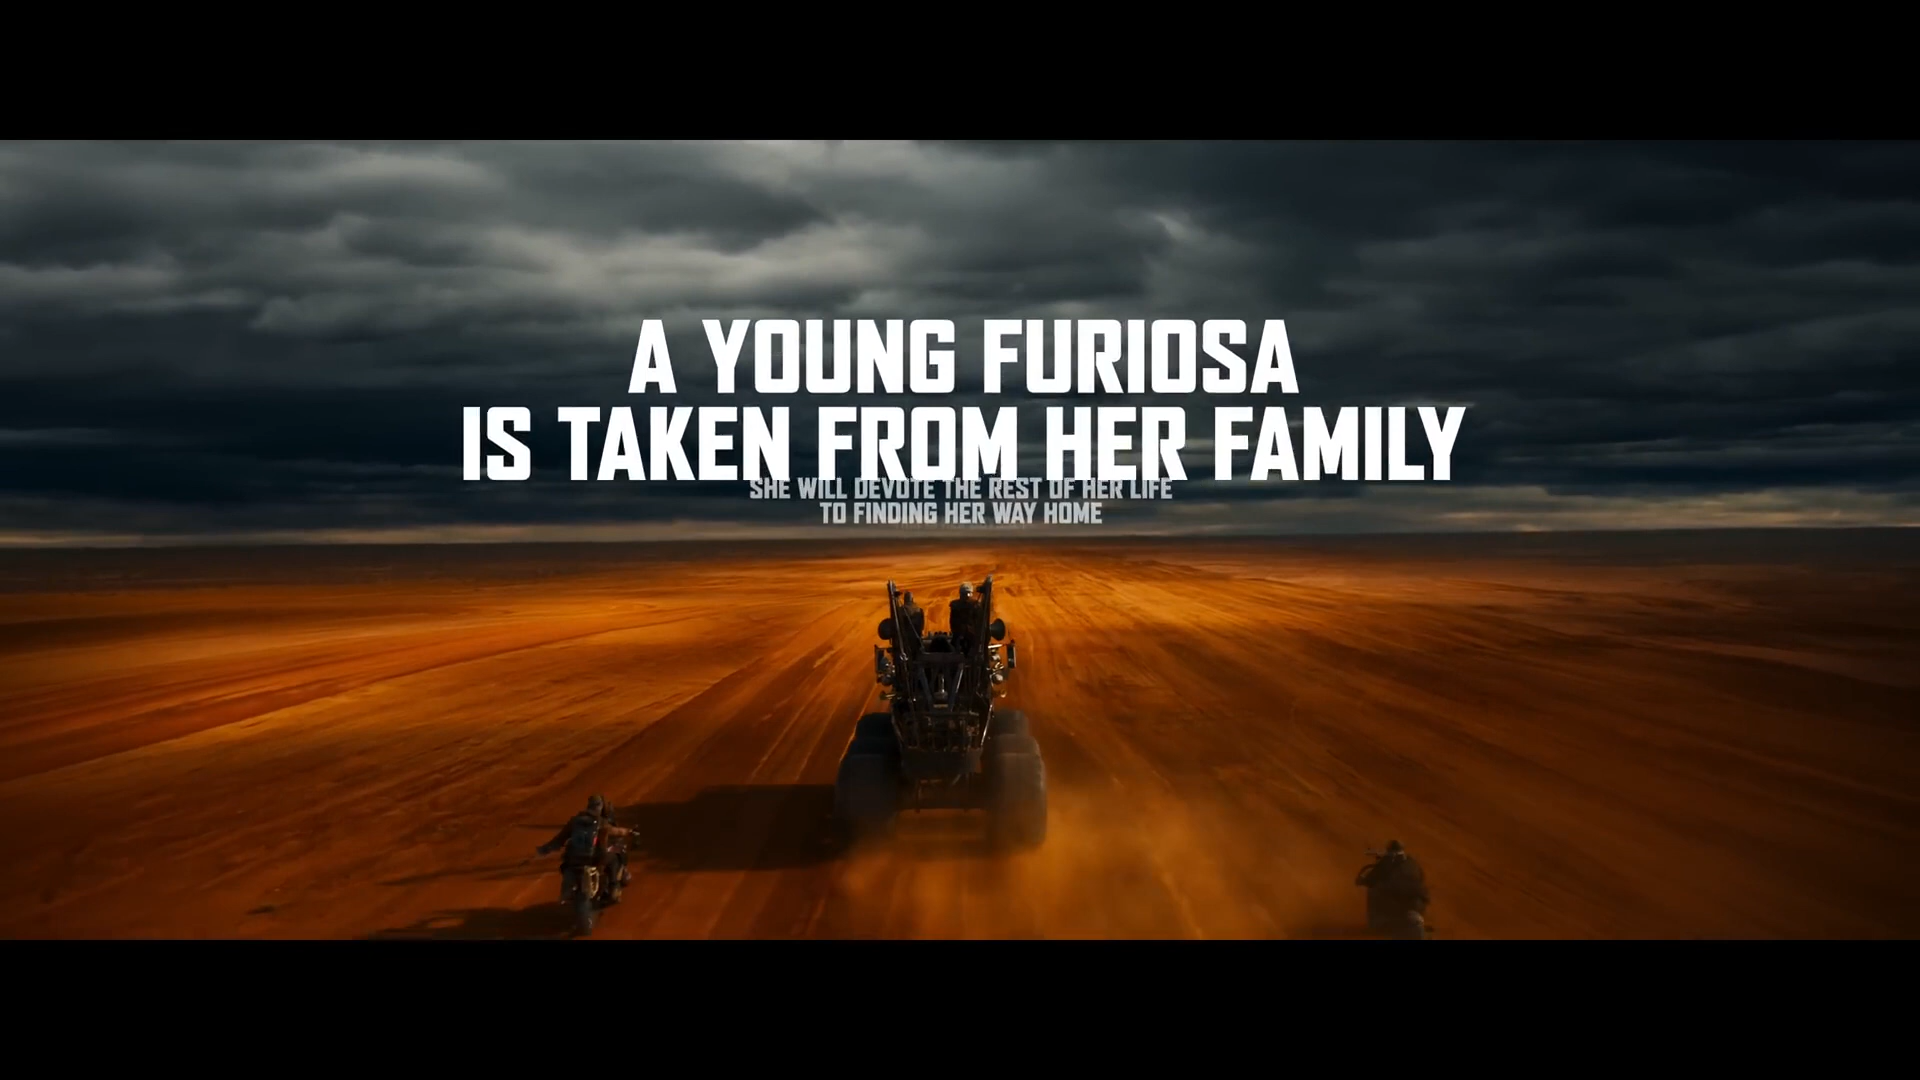 A YOUNG FURIOSA
IS TAKEN FROM HER FAMILY
SHE WILL DEVOTE THE REST OF HER LIFE
TO FINDING HER WAY HOME